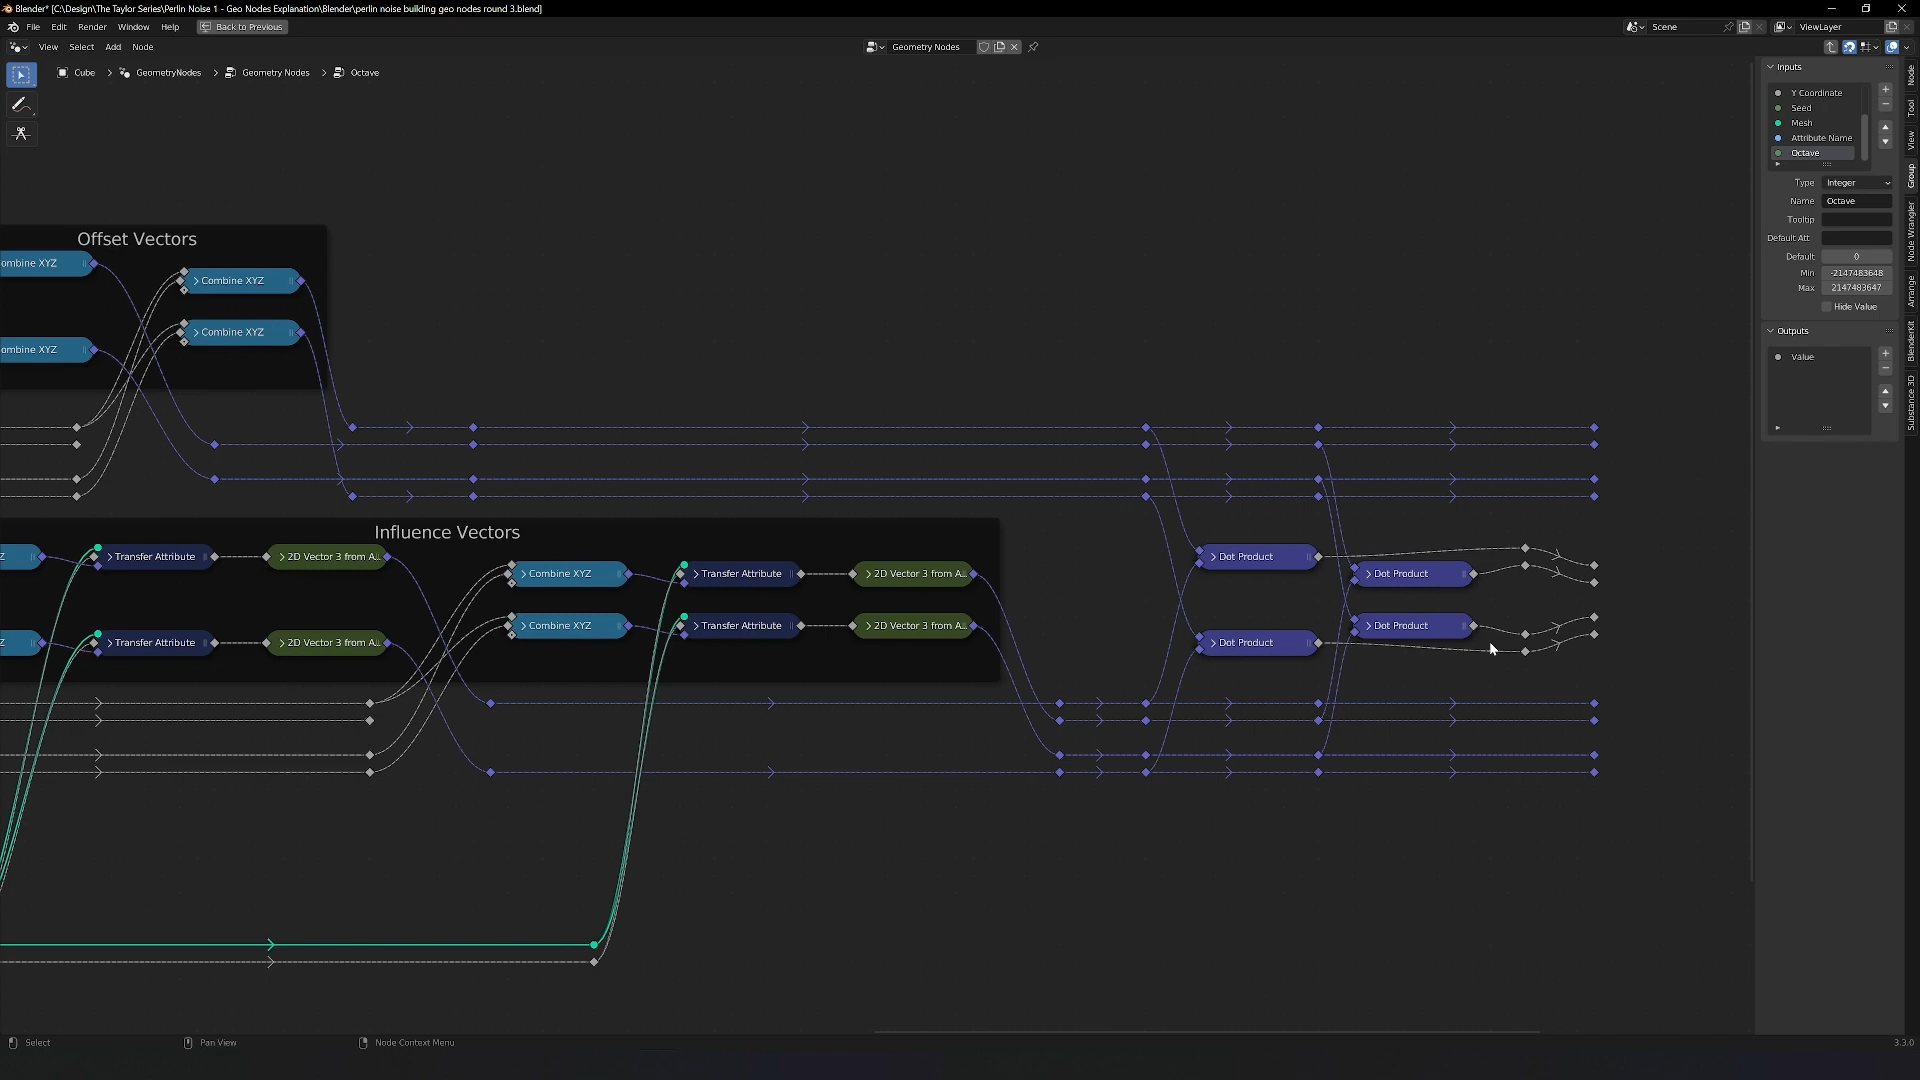 Blender* [C:\Design\The Taylor Series\Perlin Noise 1 - Geo Nodes Explanation\Blender\perlin noise building geo nodes round 3.blend]
File Edit Render Window Help Back to Previous Scene ViewLayer
View Select Add Node Geometry Nodes
Cube GeometryNodes Geometry Nodes Octave
Inputs
Y Coordinate
Seed
Mesh
Attribute Name
Octave
Type Integer
Name Octave
Tooltip
Default Att
Default 0
Min -2147483648
Max 2147483647
Hide Value
Outputs
Value
Node
Tool
View
Group
Node Wrangler
Arrange
BlenderKit
Substance 3D
Offset Vectors
ombine XYZ
Combine XYZ
Combine XYZ
ombine XYZ
Influence Vectors
Z Transfer Attribute 2D Vector 3 from A...
Combine XYZ Transfer Attribute 2D Vector 3 from A...
Combine XYZ Transfer Attribute 2D Vector 3 from A...
Z Transfer Attribute 2D Vector 3 from A...
Dot Product
Dot Product
Dot Product
Dot Product
Select Pan View Node Context Menu 3.3.0